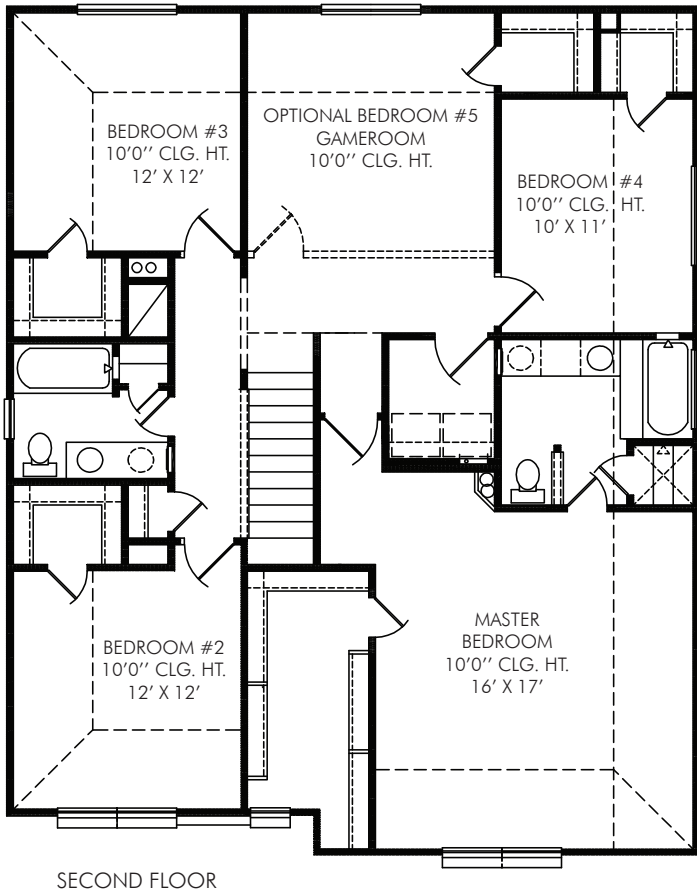 BEDROOM #3
10'0'' CLG. HT.
12' X 12'
OPTIONAL BEDROOM #5
GAMEROOM
10'0'' CLG. HT.
BEDROOM #4
10'0'' CLG. HT.
10' X 11'
BEDROOM #2
10'0'' CLG. HT.
12' X 12'
MASTER
BEDROOM
10'0'' CLG. HT.
16' X 17'
SECOND FLOOR